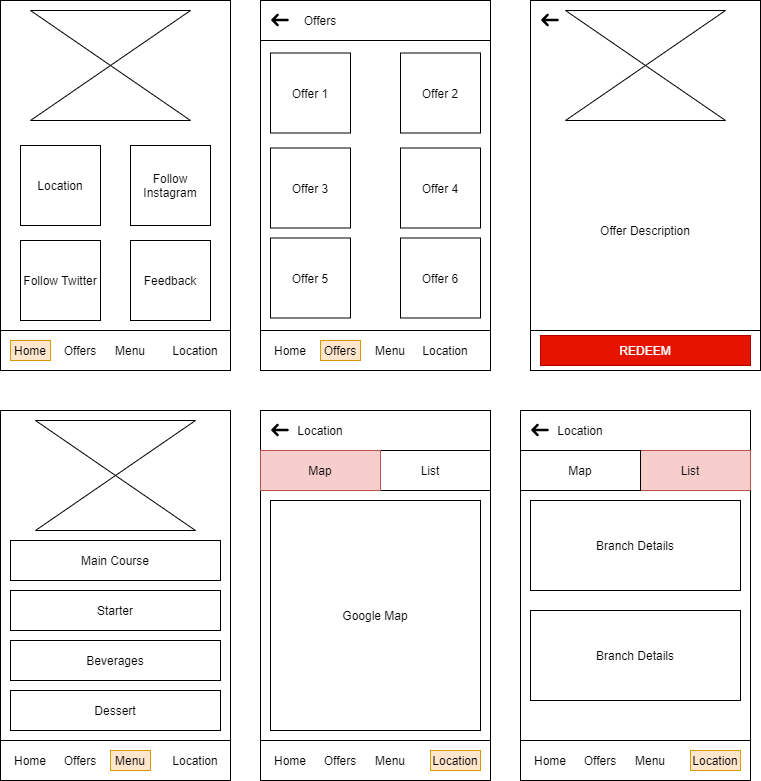 Location
Follow
Instagram
Follow Twitter
Feedback
Home
Offers
Menu
Location
Offers
Offer 1
Offer 2
Offer 3
Offer 4
Offer 5
Offer 6
Home
Offers
Menu
Location
Offer Description
REDEEM
Main Course
Starter
Beverages
Dessert
Home
Offers
Menu
Location
Location
Map
List
Google Map
Home
Offers
Menu
Location
Location
Map
List
Branch Details
Branch Details
Home
Offers
Menu
Location